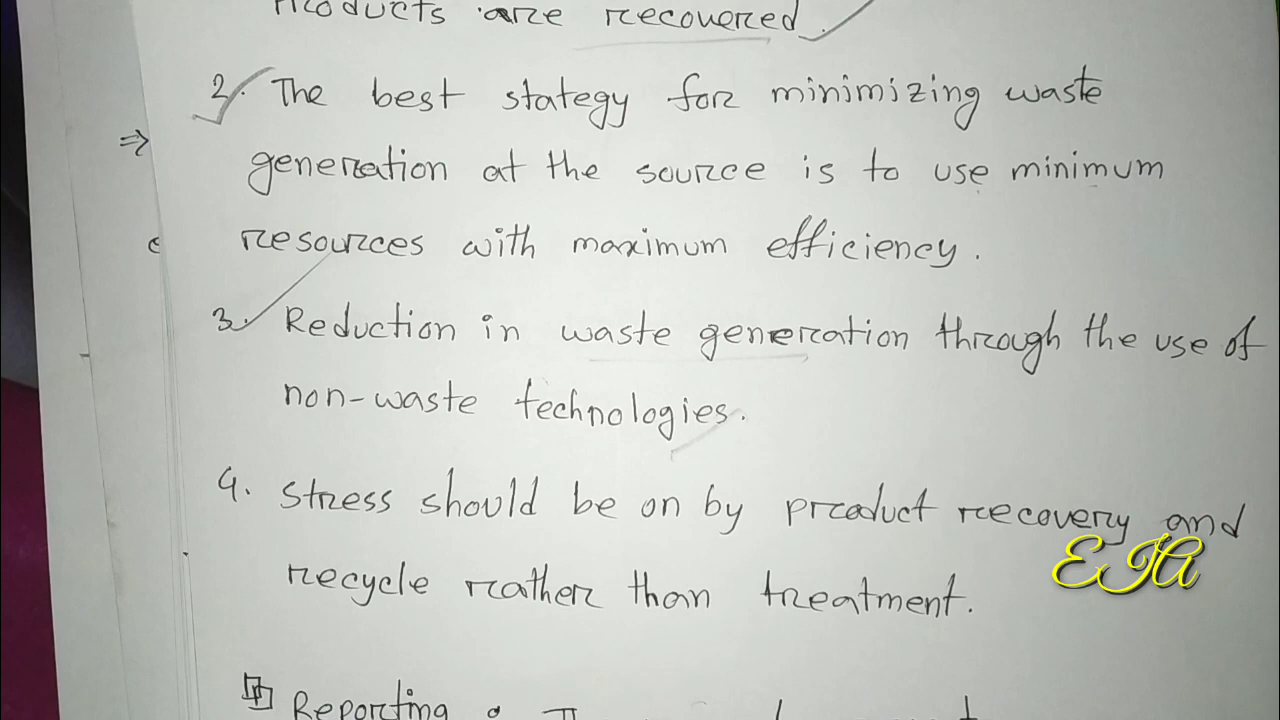 Products are recovered.
2. The best stategy for minimizing waste
⇒
generation at the source is to use minimum
resources with maximum efficiency.
3. Reduction in waste generation through the use of
non-waste technologies.
4. Stress should be on by product recovery and
EIA
recycle rather than treatment.
Reporting